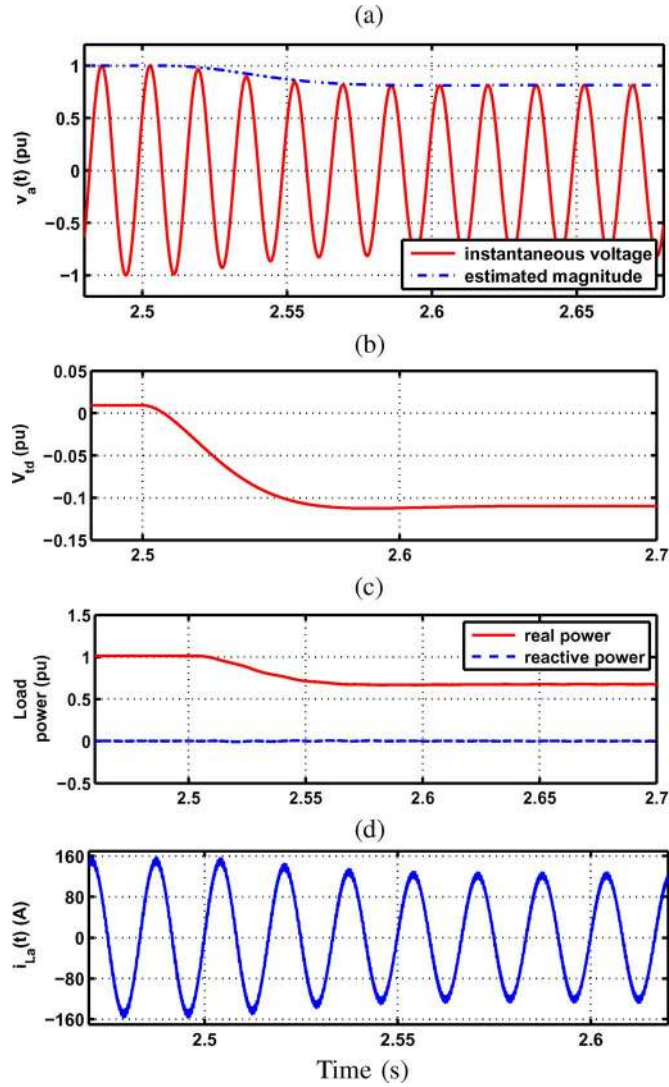 (a)
1
0.5
0
−0.5
−1
v_a(t) (pu)
instantaneous voltage
estimated magnitude
2.5 2.55 2.6 2.65
(b)
0.05
0
−0.05
−0.1
−0.15
V_td (pu)
2.5 2.6 2.7
(c)
1.5
1
0.5
0
−0.5
Load
power (pu)
real power
reactive power
2.5 2.55 2.6 2.65 2.7
(d)
160
80
0
−80
−160
i_La(t) (A)
2.5 2.55 2.6
Time (s)